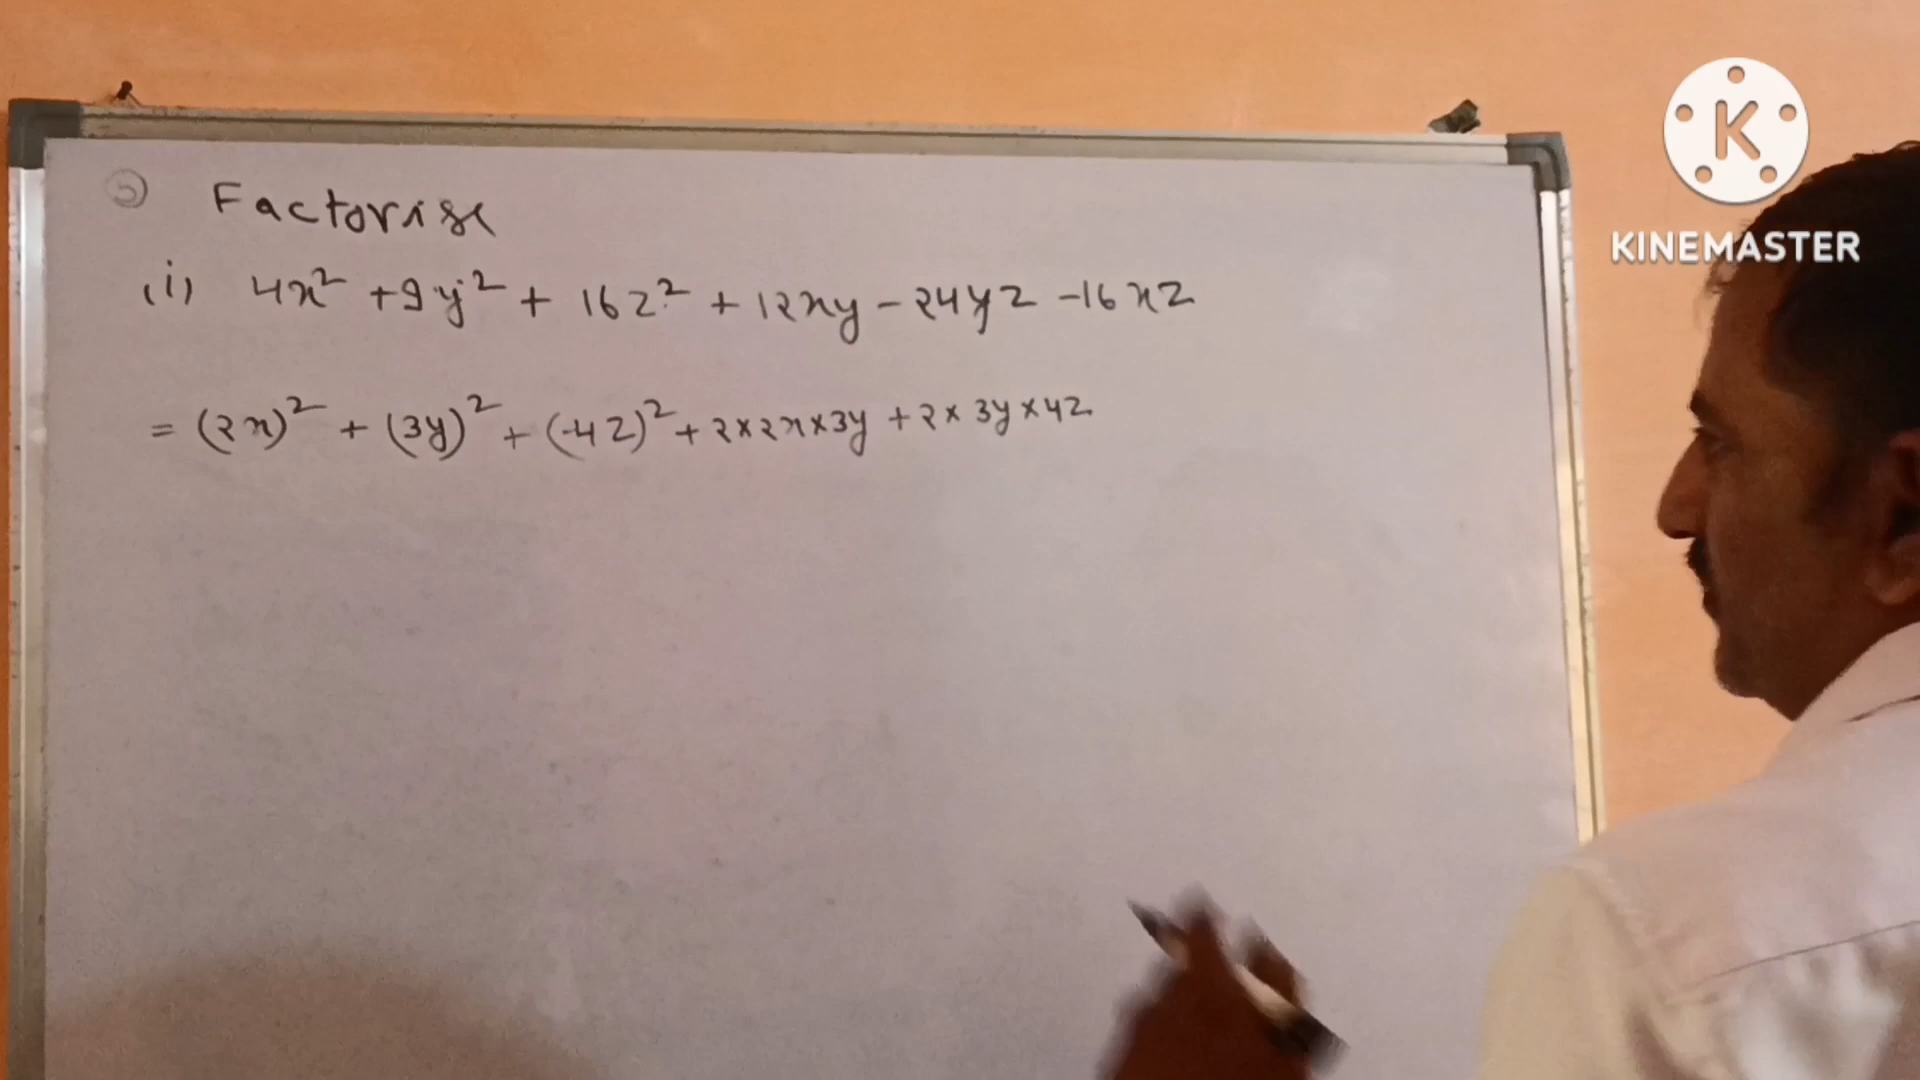 5 Factorise
(i) 4x² + 9y² + 16z² + 12xy - 24yz - 16xz
= (2x)² + (3y)² + (-4z)² + 2×2x×3y + 2×3y×4z
K
KINEMASTER